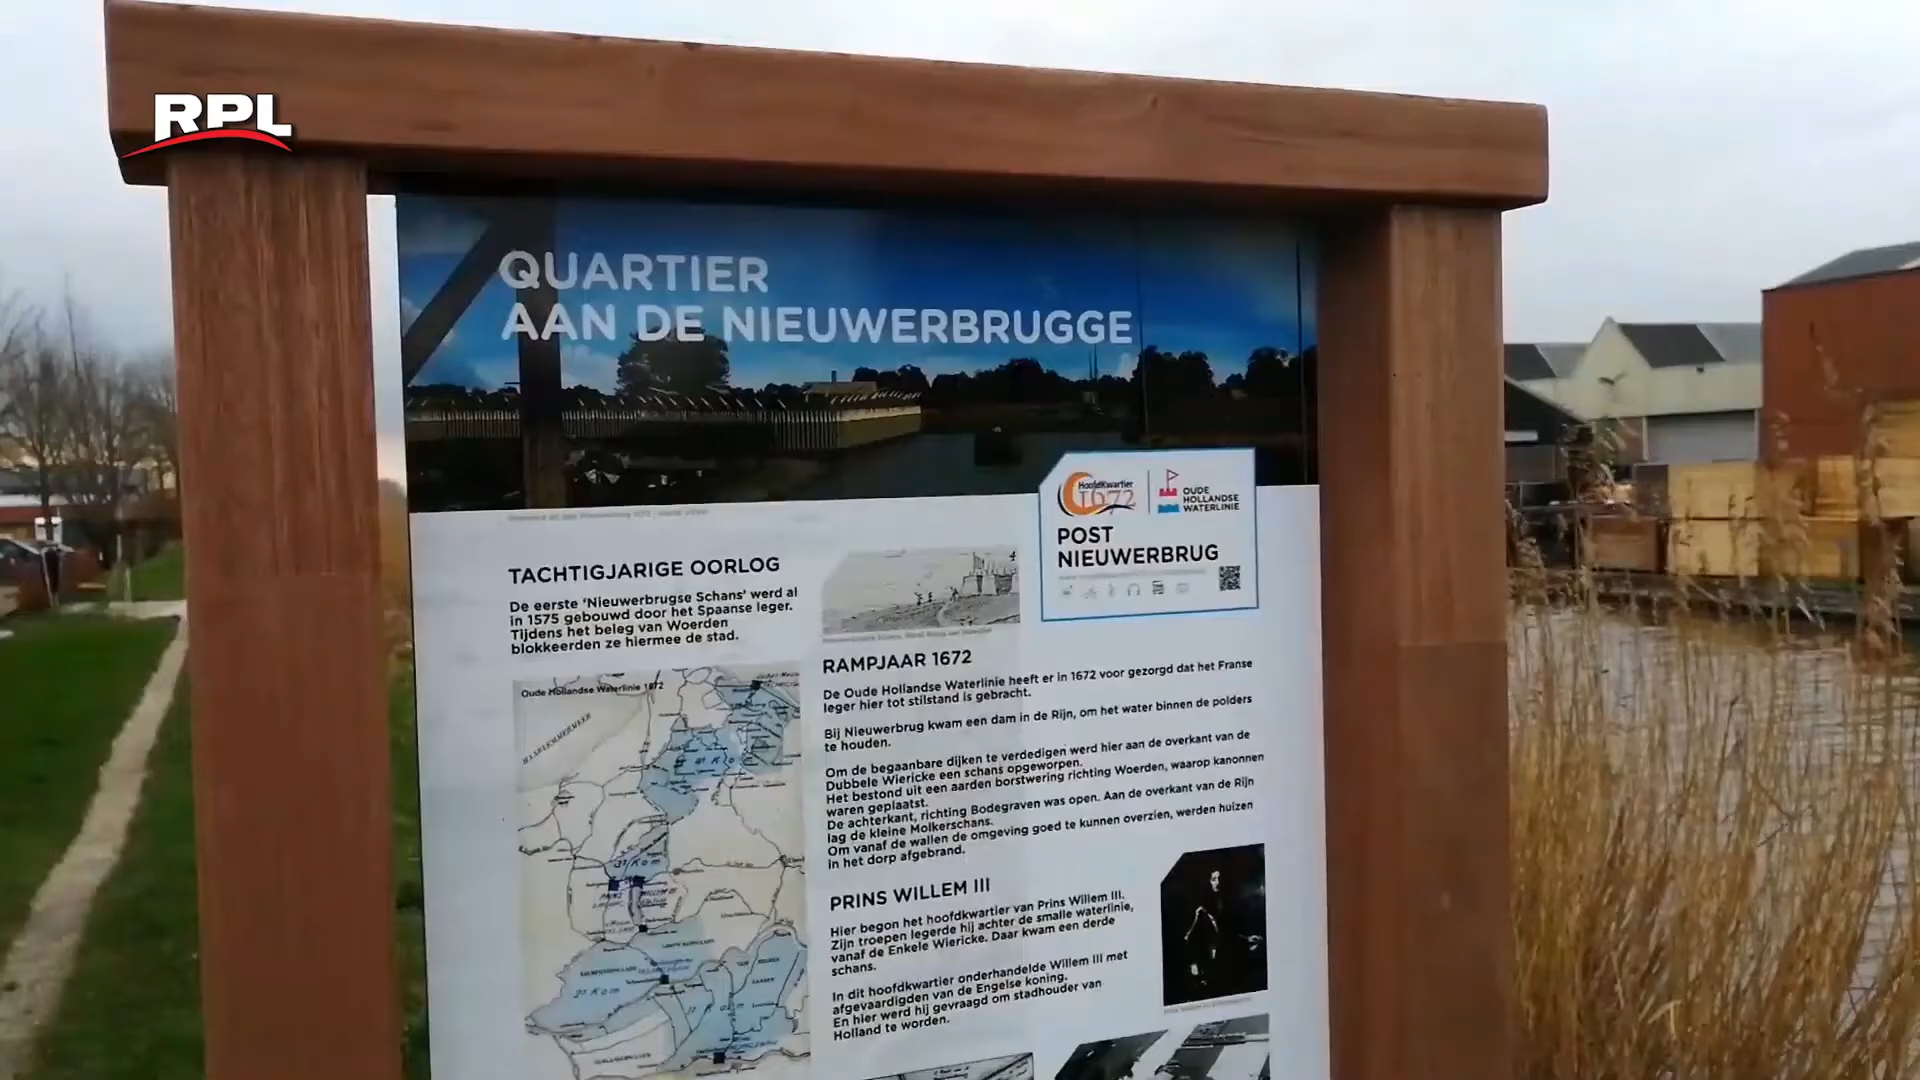 RPL
QUARTIER
AAN DE NIEUWERBRUGGE
HoofdKwartier
1672
OUDE
HOLLANDSE
WATERLINIE
POST
NIEUWERBRUG
TACHTIGJARIGE OORLOG
De eerste ‘Nieuwerbrugse Schans’ werd al
in 1575 gebouwd door het Spaanse leger.
Tijdens het beleg van Woerden
blokkeerden ze hiermee de stad.
Oude Hollandse Waterlinie 1672
HAARLEMMERMEER
RAMPJAAR 1672
De Oude Hollandse Waterlinie heeft er in 1672 voor gezorgd dat het Franse
leger hier tot stilstand is gebracht.
Bij Nieuwerbrug kwam een dam in de Rijn, om het water binnen de polders
te houden.
Om de begaanbare dijken te verdedigen werd hier aan de overkant van de
Dubbele Wiericke een schans opgeworpen.
Het bestond uit een aarden borstwering richting Woerden, waarop kanonnen
waren geplaatst.
De achterkant, richting Bodegraven was open. Aan de overkant van de Rijn
lag de kleine Molkerschans.
Om vanaf de wallen de omgeving goed te kunnen overzien, werden huizen
in het dorp afgebrand.
PRINS WILLEM III
Hier begon het hoofdkwartier van Prins Willem III.
Zijn troepen legerde hij achter de smalle waterlinie,
vanaf de Enkele Wiericke. Daar kwam een derde
schans.
In dit hoofdkwartier onderhandelde Willem III met
afgevaardigden van de Engelse koning.
En hier werd hij gevraagd om stadhouder van
Holland te worden.